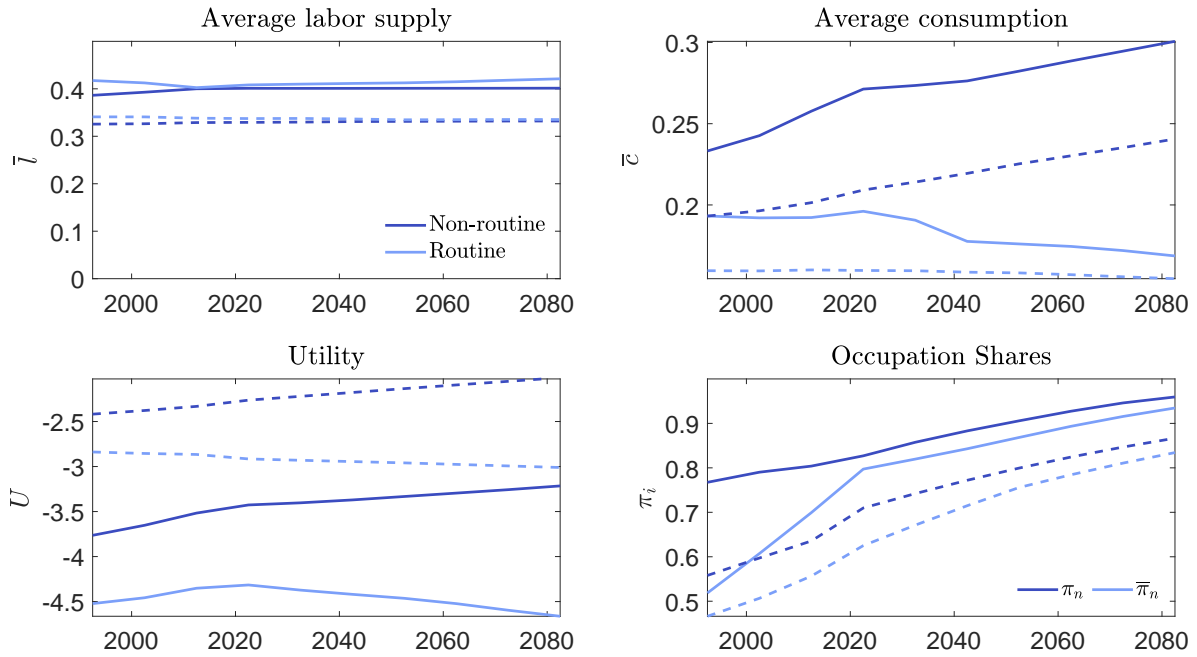 Average labor supply
0.4
0.3
0.2
0.1
0
l̅
Non-routine
Routine
2000 2020 2040 2060 2080
Average consumption
0.3
0.25
0.2
c̅
2000 2020 2040 2060 2080
Utility
-2.5
-3
-3.5
-4
-4.5
U
2000 2020 2040 2060 2080
Occupation Shares
0.9
0.8
0.7
0.6
0.5
π_i
π_n π̅_n
2000 2020 2040 2060 2080